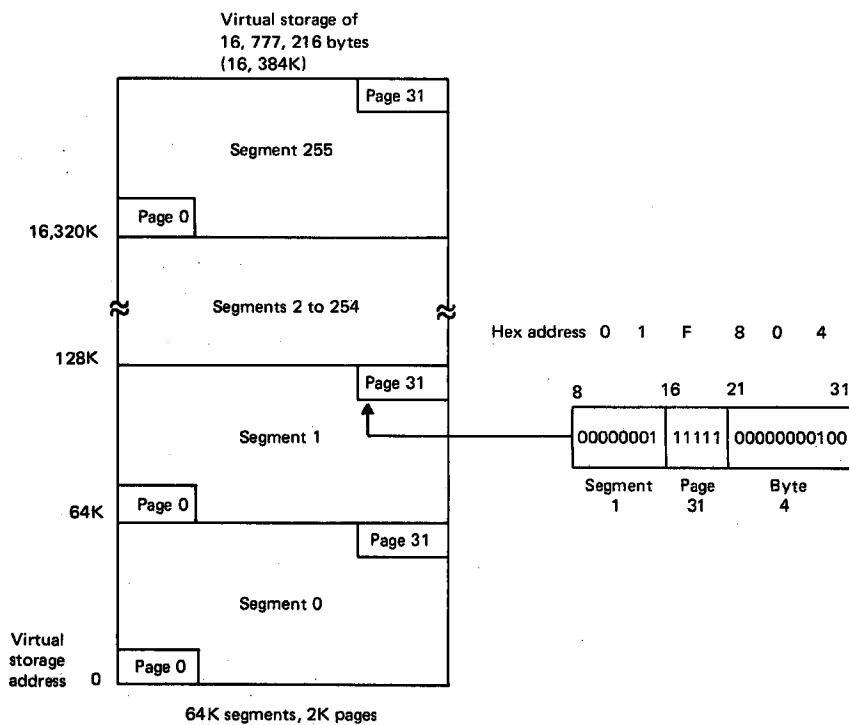 Virtual storage of
16, 777, 216 bytes
(16, 384K)
Page 31
Segment 255
Page 0
16,320K
Segments 2 to 254
Hex address 0 1 F 8 0 4
128K
Page 31
8 16 21 31
Segment 1
00000001 11111 00000000100
Segment Page Byte
1 31 4
Page 0
64K
Page 31
Segment 0
Virtual
storage
address 0
Page 0
64K segments, 2K pages